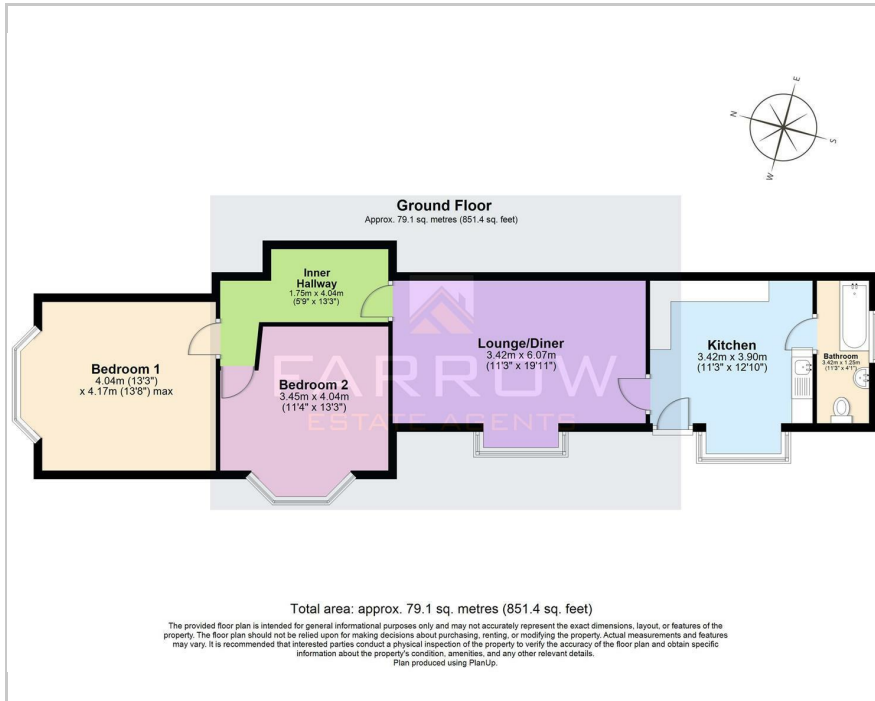 E
N
S
W
Ground Floor
Approx. 79.1 sq. metres (851.4 sq. feet)
Inner
Hallway
1.75m x 4.04m
(5'9" x 13'3")
Bedroom 1
4.04m (13'3")
x 4.17m (13'8") max
Bedroom 2
3.45m x 4.04m
(11'4" x 13'3")
Lounge/Diner
3.42m x 6.07m
(11'3" x 19'11")
Kitchen
3.42m x 3.90m
(11'3" x 12'10")
Bathroom
3.42m x 1.25m
(11'3" x 4'1")
FARROW
ESTATE AGENTS
Total area: approx. 79.1 sq. metres (851.4 sq. feet)
The provided floor plan is intended for general informational purposes only and may not accurately represent the exact dimensions, layout, or features of the
property. The floor plan should not be relied upon for making decisions about purchasing, renting, or modifying the property. Actual measurements and features
may vary. It is recommended that interested parties conduct a physical inspection of the property to verify the accuracy of the floor plan and obtain specific
information about the property's condition, amenities, and any other relevant details.
Plan produced using PlanUp.